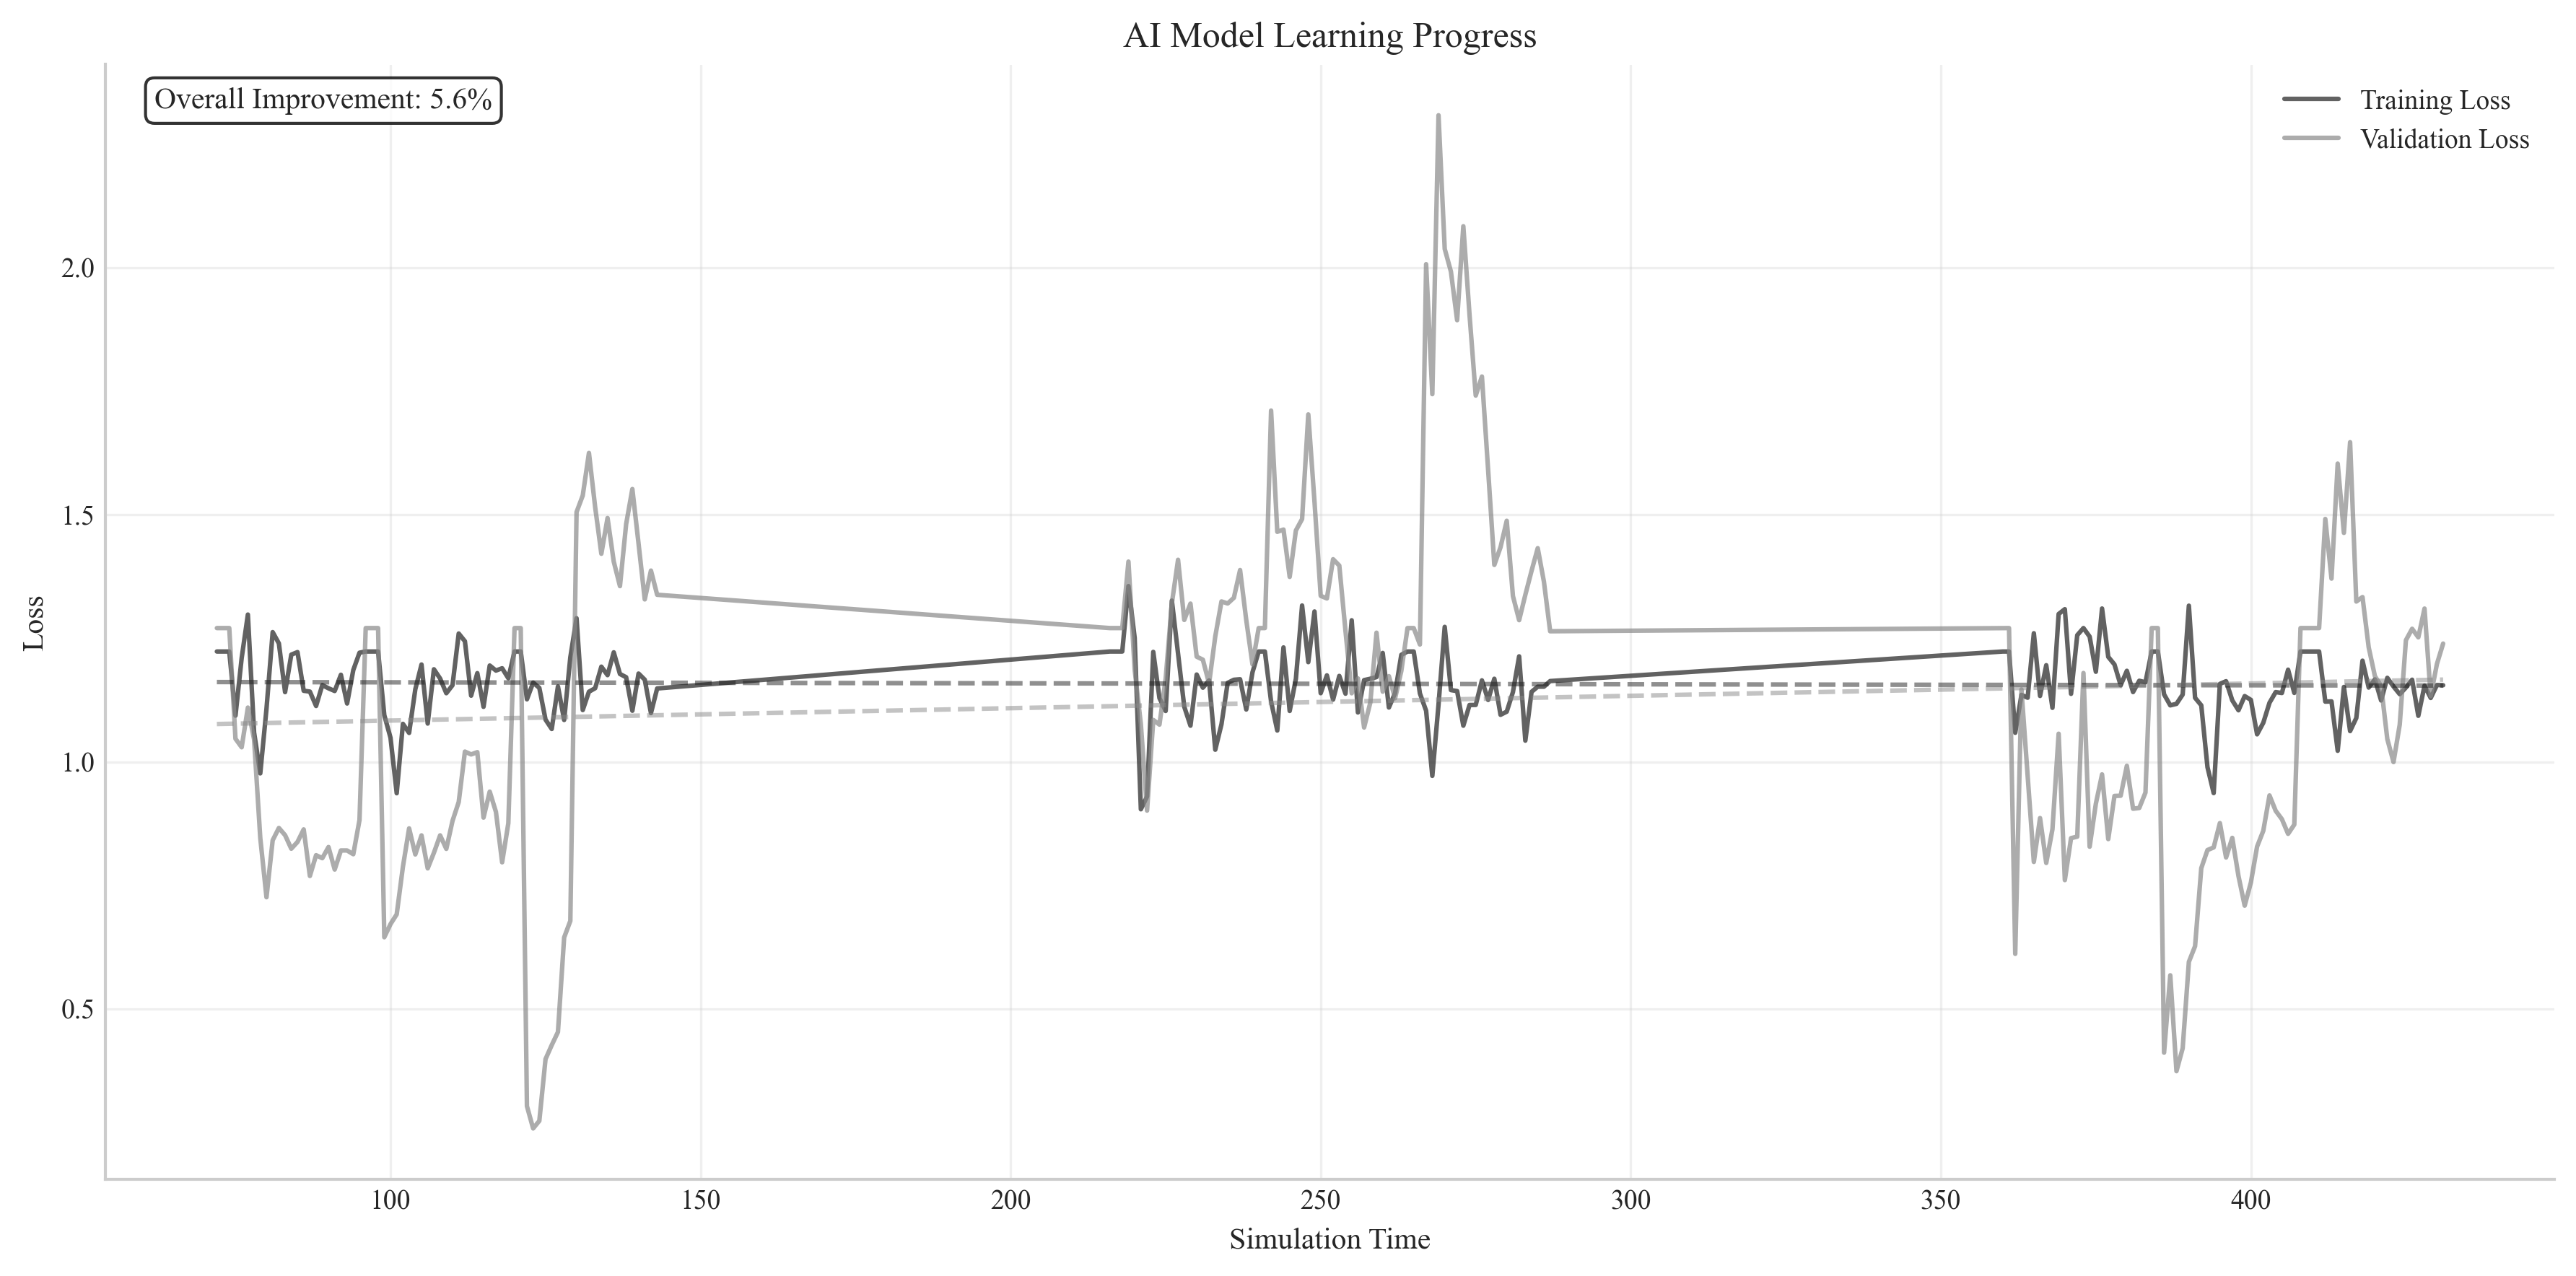 AI Model Learning Progress
Overall Improvement: 5.6%
Training Loss
Validation Loss
Loss
2.0
1.5
1.0
0.5
100 150 200 250 300 350 400
Simulation Time